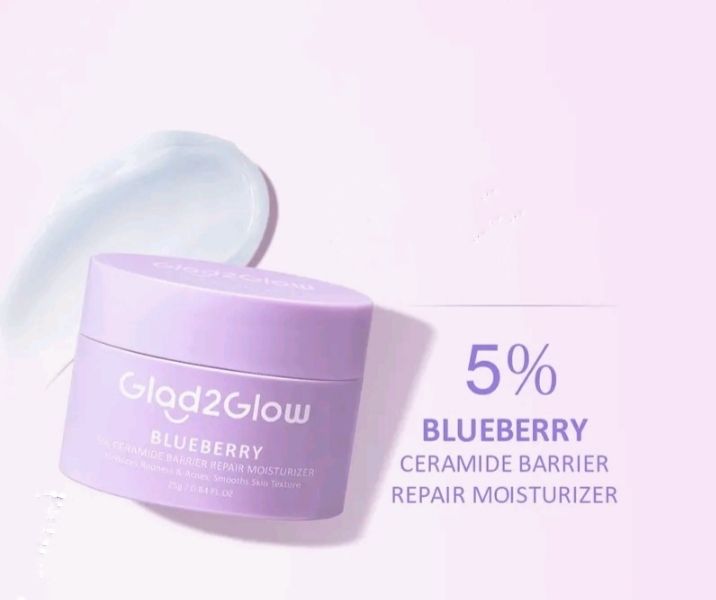 Glad2Glow
Glad2Glow
BLUEBERRY
5% CERAMIDE BARRIER REPAIR MOISTURIZER
Reduces Redness & Acnes, Smooths Skin Texture
25g / 0.84 FL.OZ
5%
BLUEBERRY
CERAMIDE BARRIER
REPAIR MOISTURIZER